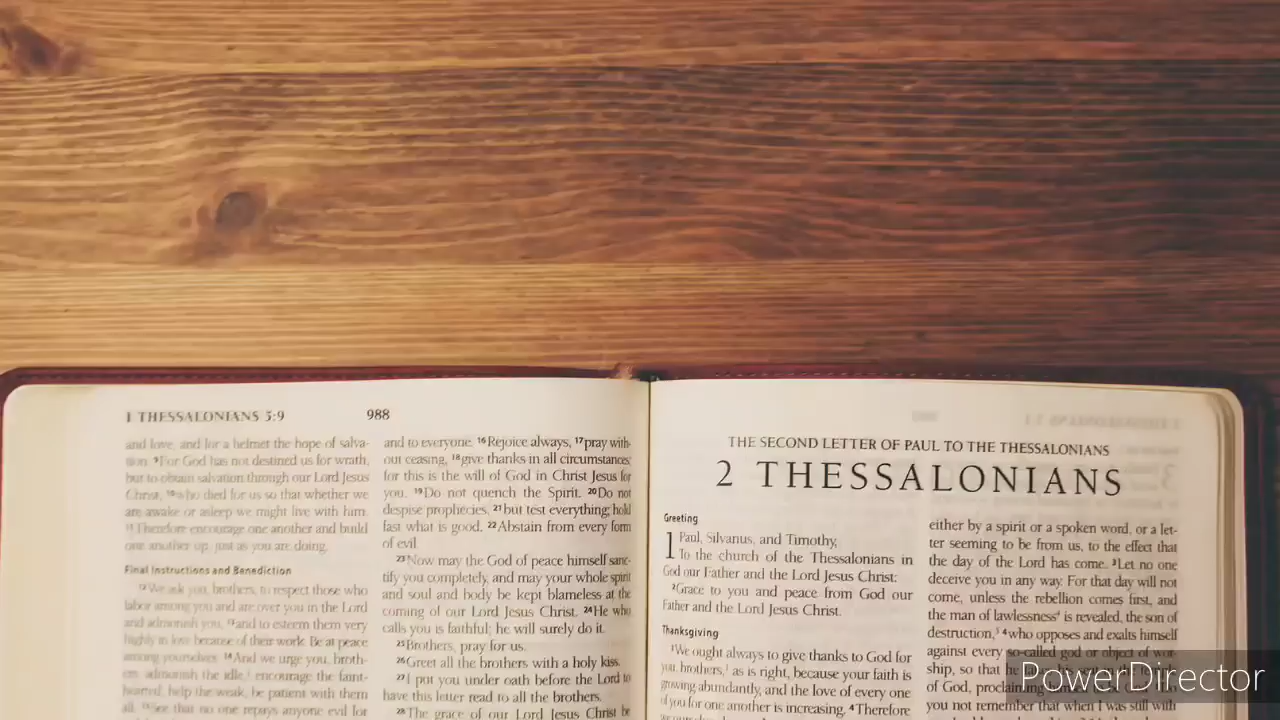 1 THESSALONIANS 5:9
988
and love, and for a helmet the hope of salva-
tion. 9For God has not destined us for wrath,
but to obtain salvation through our Lord Jesus
Christ, 10who died for us so that whether we
are awake or asleep we might live with him.
11Therefore encourage one another and build
one another up, just as you are doing.
Final Instructions and Benediction
12We ask you, brothers, to respect those who
labor among you and are over you in the Lord
and admonish you, 13and to esteem them very
highly in love because of their work. Be at peace
among yourselves. 14And we urge you, broth-
ers, admonish the idle, encourage the faint-
hearted, help the weak, be patient with them
all. 15See that no one repays anyone evil for
and to everyone. 16Rejoice always, 17pray with-
out ceasing, 18give thanks in all circumstances;
for this is the will of God in Christ Jesus for
you. 19Do not quench the Spirit. 20Do not
despise prophecies, 21but test everything; hold
fast what is good. 22Abstain from every form
of evil.
23Now may the God of peace himself sanc-
tify you completely, and may your whole spirit
and soul and body be kept blameless at the
coming of our Lord Jesus Christ. 24He who
calls you is faithful; he will surely do it.
25Brothers, pray for us.
26Greet all the brothers with a holy kiss.
27I put you under oath before the Lord to
have this letter read to all the brothers.
28The grace of our Lord Jesus Christ be
THE SECOND LETTER OF PAUL TO THE THESSALONIANS
2 THESSALONIANS
Greeting
1 Paul, Silvanus, and Timothy,
To the church of the Thessalonians in
God our Father and the Lord Jesus Christ:
2Grace to you and peace from God our
Father and the Lord Jesus Christ.
Thanksgiving
3We ought always to give thanks to God for
you, brothers,1 as is right, because your faith is
growing abundantly, and the love of every one
of you for one another is increasing. 4Therefore
either by a spirit or a spoken word, or a let-
ter seeming to be from us, to the effect that
the day of the Lord has come. 3Let no one
deceive you in any way. For that day will not
come, unless the rebellion comes first, and
the man of lawlessness is revealed, the son of
destruction,3 4who opposes and exalts himself
against every so-called god or object of wor-
ship, so that he
of God, proclaiming
you not remember that when I was still with
PowerDirector